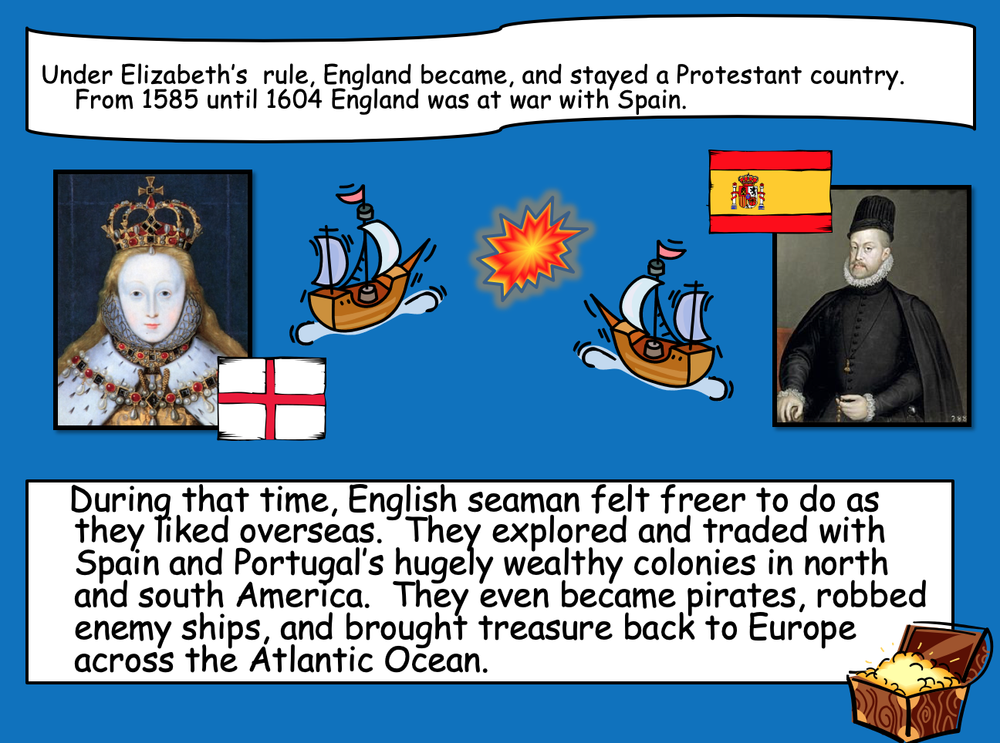 Under Elizabeth's  rule, England became, and stayed a Protestant country.
From 1585 until 1604 England was at war with Spain.
During that time, English seaman felt freer to do as
they liked overseas.  They explored and traded with
Spain and Portugal's hugely wealthy colonies in north
and south America.  They even became pirates, robbed
enemy ships, and brought treasure back to Europe
across the Atlantic Ocean.